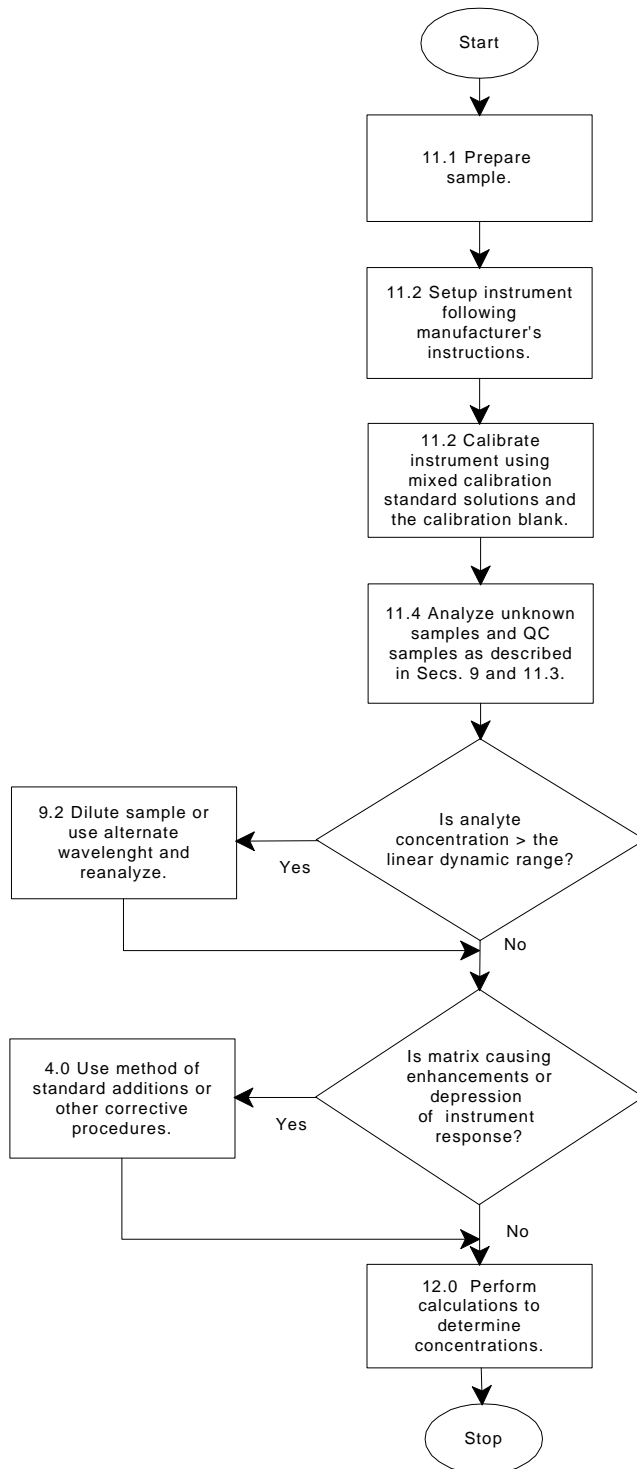 Start
11.1 Prepare
sample.
11.2 Setup instrument
following
manufacturer's
instructions.
11.2 Calibrate
instrument using
mixed calibration
standard solutions and
the calibration blank.
11.4 Analyze unknown
samples and QC
samples as described
in Secs. 9 and 11.3.
Is analyte
concentration > the
linear dynamic range?
Yes
9.2 Dilute sample or
use alternate
wavelenght and
reanalyze.
No
Is matrix causing
enhancements or
depression
of instrument
response?
Yes
4.0 Use method of
standard additions or
other corrective
procedures.
No
12.0 Perform
calculations to
determine
concentrations.
Stop